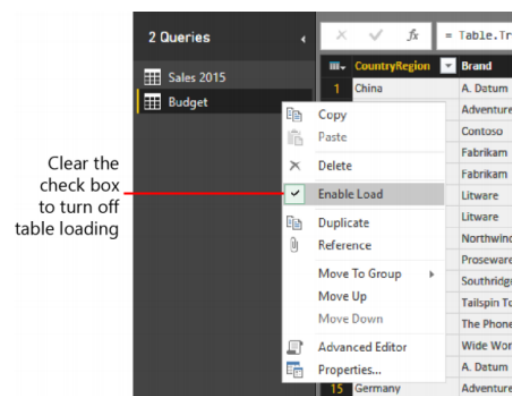 2 Queries
fx
= Table.Tr
Sales 2015
Budget
CountryRegion Brand
1 China A. Datum
Adventure
Contoso
Fabrikam
Fabrikam
Litware
Litware
Northwind
Proseware
Southridge
Tailspin To
The Phone
Wide Wor
A. Datum
15 Germany Adventure
Copy
Paste
Delete
Enable Load
Duplicate
Reference
Move To Group
Move Up
Move Down
Advanced Editor
Properties...
Clear the
check box
to turn off
table loading